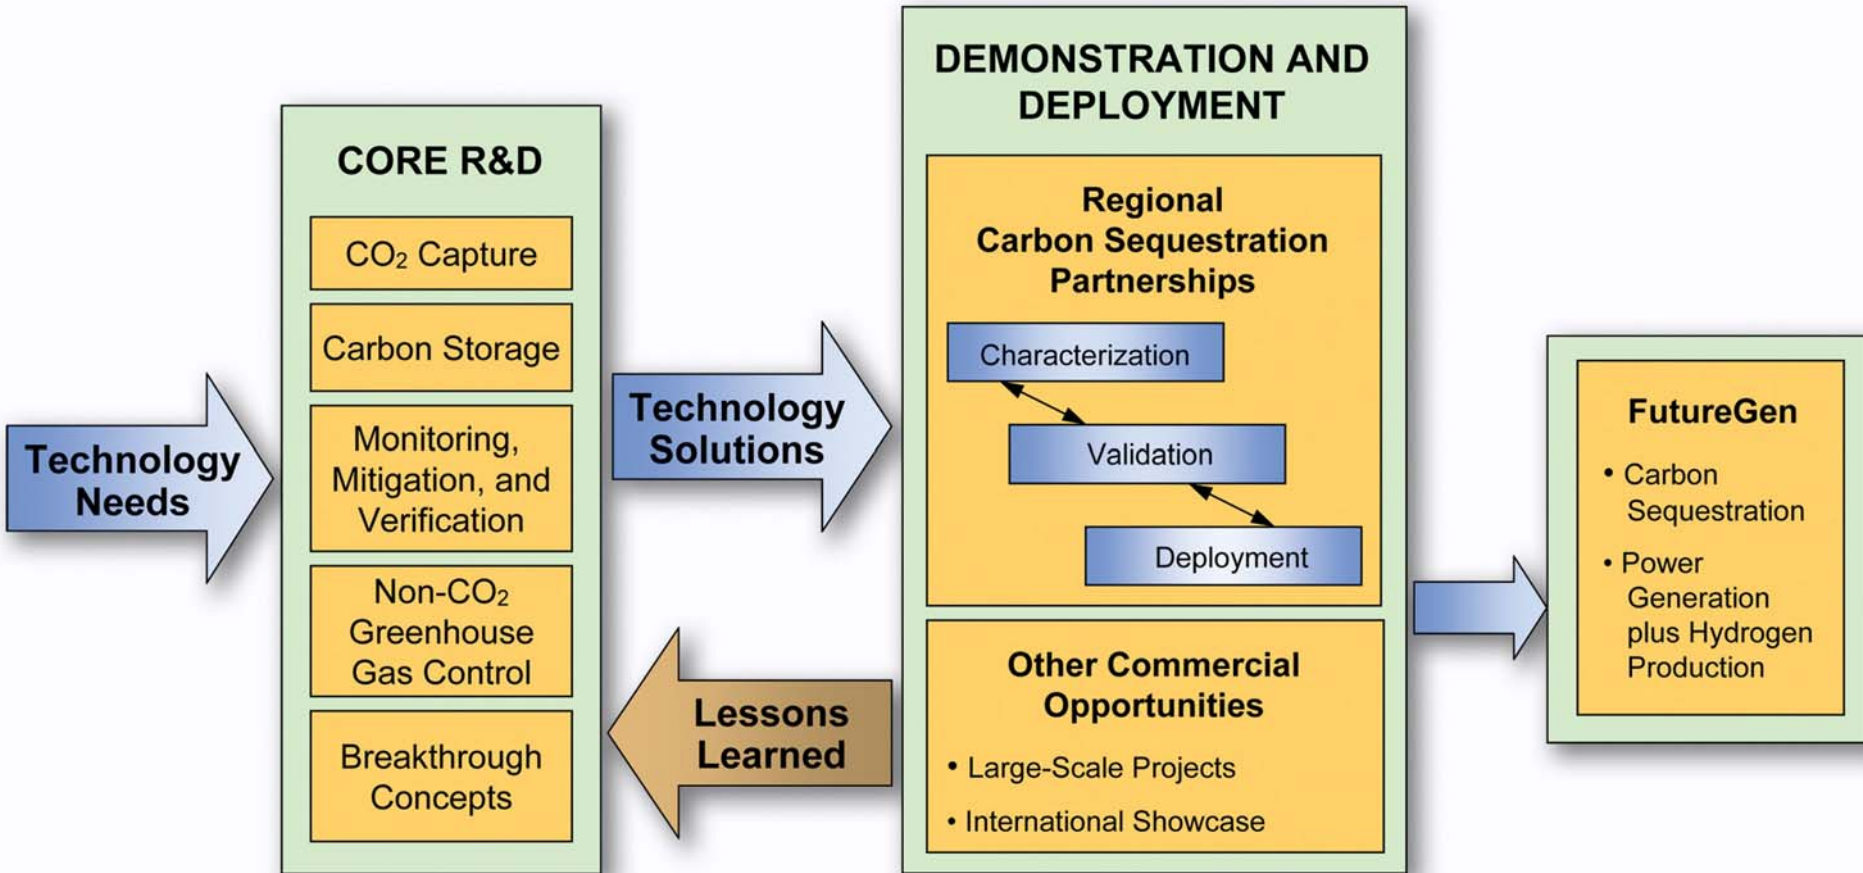 Technology
Needs
CORE R&D
CO₂ Capture
Carbon Storage
Monitoring,
Mitigation, and
Verification
Non-CO₂
Greenhouse
Gas Control
Breakthrough
Concepts
Technology
Solutions
Lessons
Learned
DEMONSTRATION AND
DEPLOYMENT
Regional
Carbon Sequestration
Partnerships
Characterization
Validation
Deployment
Other Commercial
Opportunities
• Large-Scale Projects
• International Showcase
FutureGen
• Carbon
Sequestration
• Power
Generation
plus Hydrogen
Production